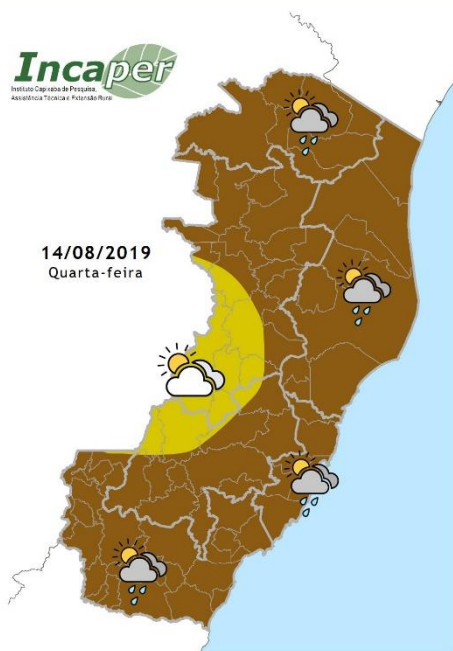 Incaper
Instituto Capixaba de Pesquisa,
Assistência Técnica e Extensão Rural
14/08/2019
Quarta-feira